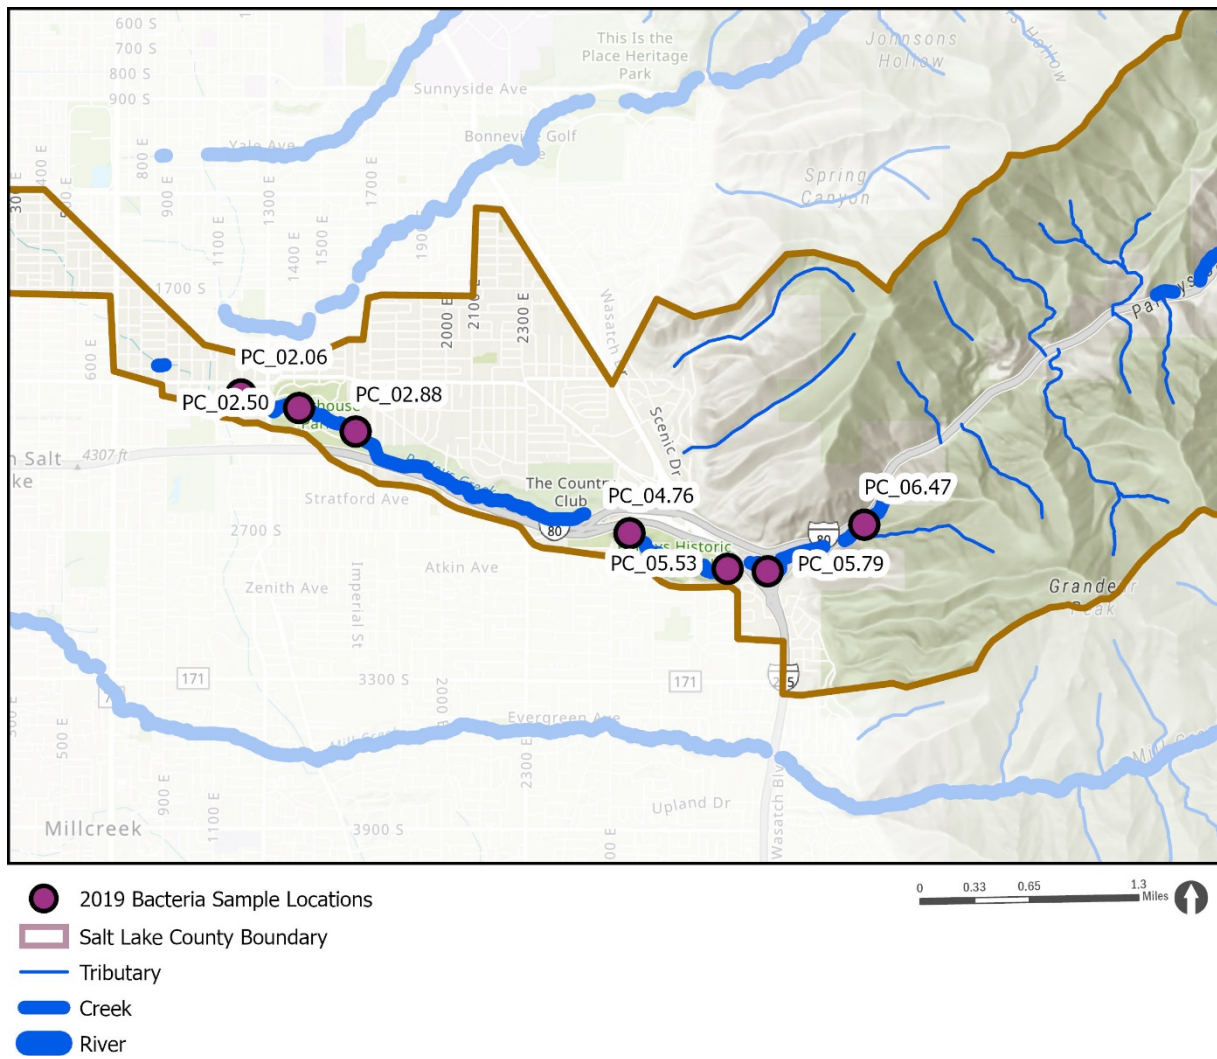 600 S
700 S
800 S
900 S
This Is the
Place Heritage
Park
Johnsons
Hollow
Hollow
Sunnyside Ave
Bonneville Golf
Yale Ave
400 E
800 E
900 E
1300 E
1700 E
Spring
Canyon
1100 E
1400 E
1500 E
1700 S
2000 E
2100 E
2300 E
600 E
PC_02.06
PC_02.50
PC_02.88
Scenic Dr
4307 ft
Stratford Ave
The Country
Club
PC_04.76
PC_06.47
80
80
2700 S
Atkin Ave
Historic
PC_05.53
PC_05.79
Zenith Ave
Imperial St
Peak
171
3300 S
171
215
2000 E
500 E
Evergreen Ave
2300 E
900 E
1100 E
Upland Dr
Wasatch Blvd
Millcreek
3900 S
2019 Bacteria Sample Locations
Salt Lake County Boundary
Tributary
Creek
River
0 0.33 0.65 1.3
Miles